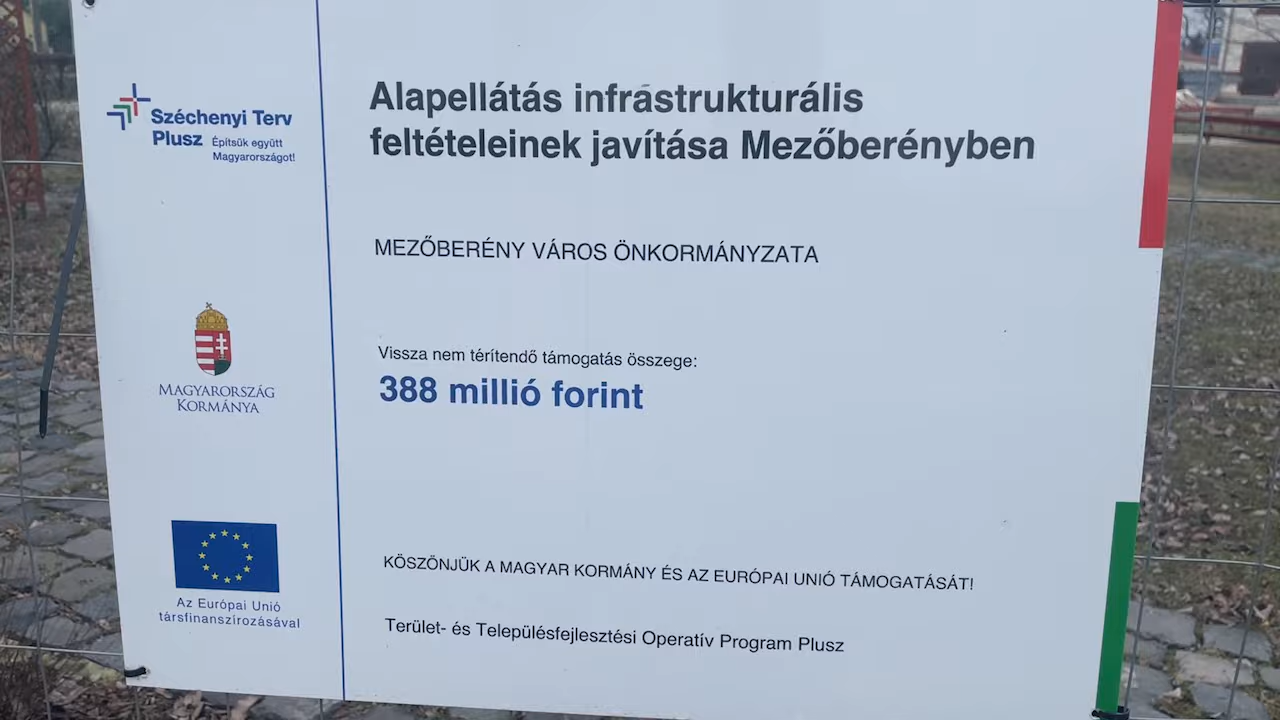 Széchenyi Terv
Plusz
Építsük együtt
Magyarországot!
MAGYARORSZÁG
KORMÁNYA
Az Európai Unió
társfinanszírozásával
Alapellátás infrastrukturális
feltételeinek javítása Mezőberényben
MEZŐBERÉNY VÁROS ÖNKORMÁNYZATA
Vissza nem térítendő támogatás összege:
388 millió forint
KÖSZÖNJÜK A MAGYAR KORMÁNY ÉS AZ EURÓPAI UNIÓ TÁMOGATÁSÁT!
Terület- és Településfejlesztési Operatív Program Plusz